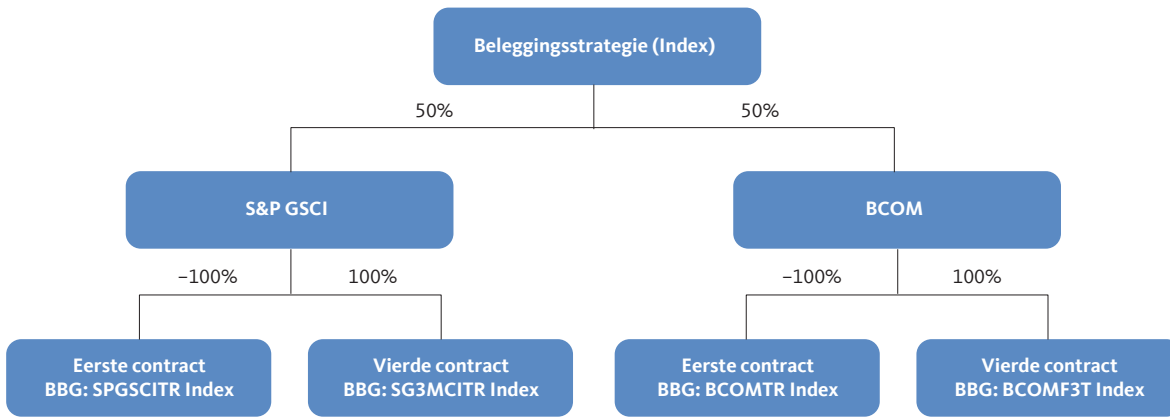 Beleggingsstrategie (Index)
50%
50%
S&P GSCI
BCOM
–100%
100%
–100%
100%
Eerste contract
BBG: SPGSCITR Index
Vierde contract
BBG: SG3MCITR Index
Eerste contract
BBG: BCOMTR Index
Vierde contract
BBG: BCOMF3T Index